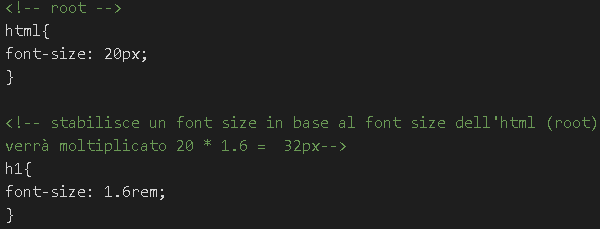 <!-- root -->
html{
font-size: 20px;
}
<!-- stabilisce un font size in base al font size dell'html (root)
verrà moltiplicato 20 * 1.6 =  32px-->
h1{
font-size: 1.6rem;
}